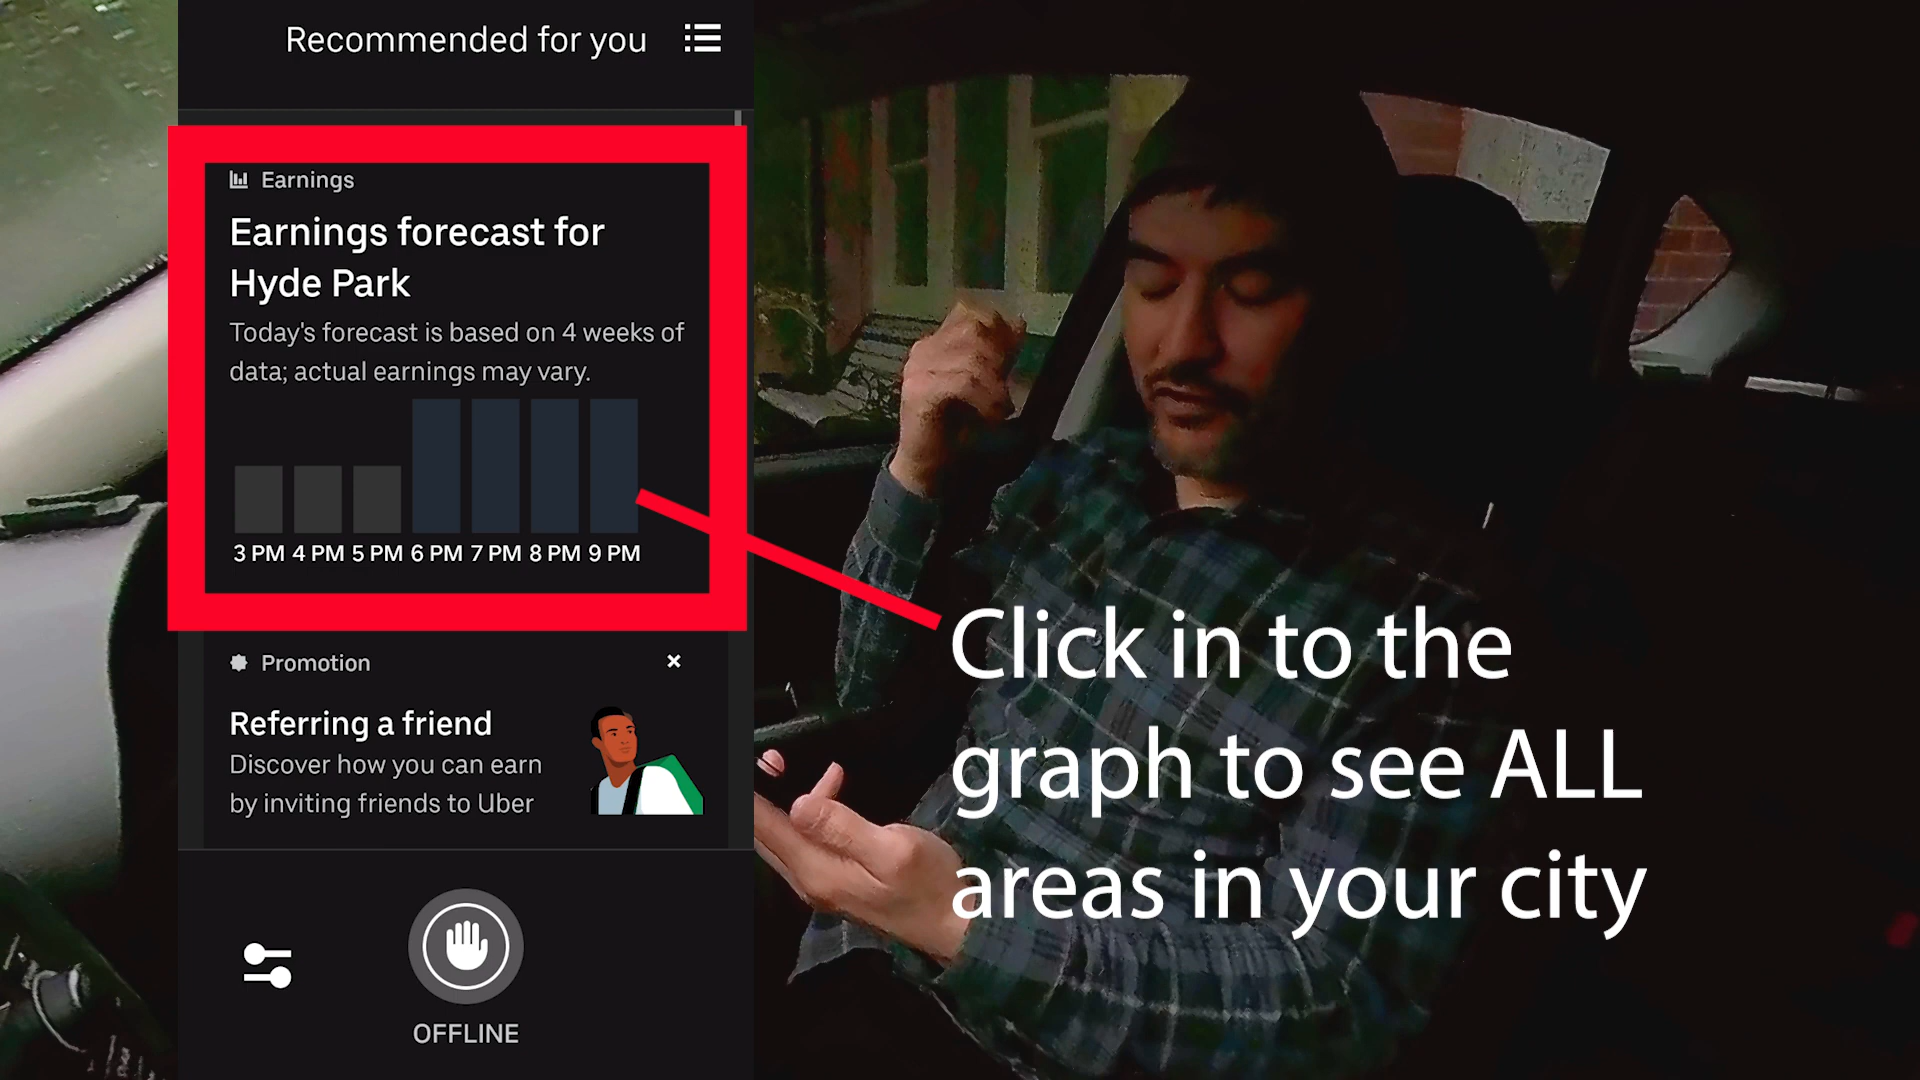 Recommended for you
Earnings
Earnings forecast for
Hyde Park
Today's forecast is based on 4 weeks of
data; actual earnings may vary.
3 PM 4 PM 5 PM 6 PM 7 PM 8 PM 9 PM
Promotion
Referring a friend
Discover how you can earn
by inviting friends to Uber
OFFLINE
Click in to the
graph to see ALL
areas in your city